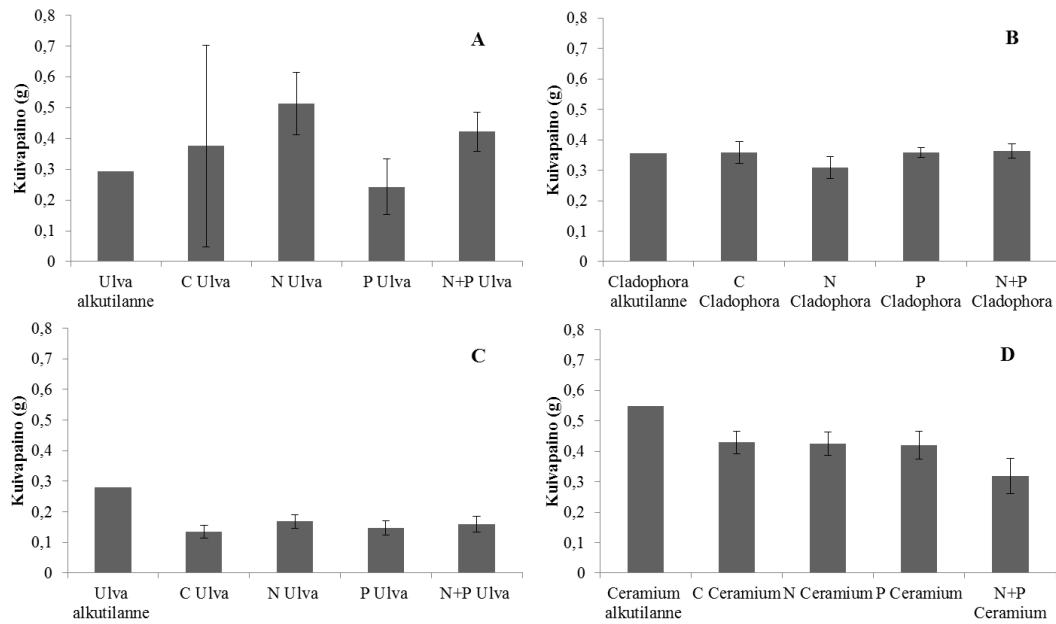 A
Kuivapaino (g)
0,8
0,7
0,6
0,5
0,4
0,3
0,2
0,1
0
Ulva
alkutilanne
C Ulva
N Ulva
P Ulva
N+P Ulva
B
Kuivapaino (g)
0,8
0,7
0,6
0,5
0,4
0,3
0,2
0,1
0
Cladophora
alkutilanne
C
Cladophora
N
Cladophora
P
Cladophora
N+P
Cladophora
C
Kuivapaino (g)
0,8
0,7
0,6
0,5
0,4
0,3
0,2
0,1
0
Ulva
alkutilanne
C Ulva
N Ulva
P Ulva
N+P Ulva
D
Kuivapaino (g)
0,8
0,7
0,6
0,5
0,4
0,3
0,2
0,1
0
Ceramium
alkutilanne
C Ceramium
N Ceramium
P Ceramium
N+P
Ceramium